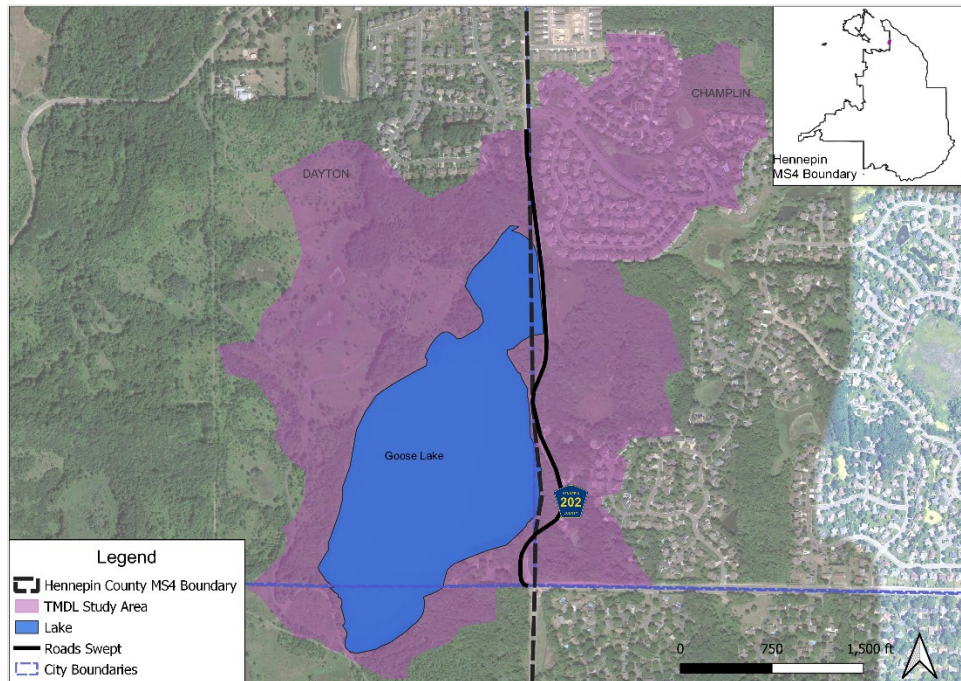 DAYTON
CHAMPLIN
Hennepin
MS4 Boundary
Goose Lake
202
Legend
Hennepin County MS4 Boundary
TMDL Study Area
Lake
Roads Swept
City Boundaries
0 750 1,500 ft